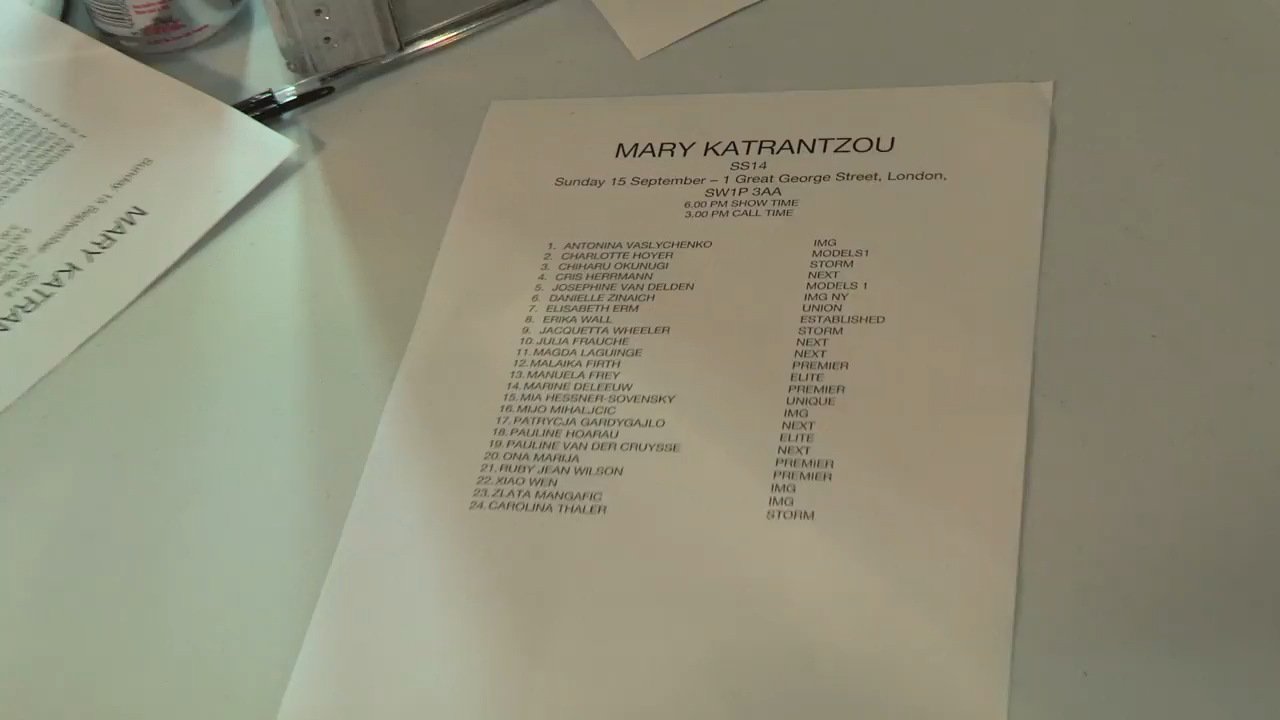 MARY KATRANTZOU
SS14
Sunday 15 September – 1 Great George Street, London,
SW1P 3AA
6.00 PM SHOW TIME
3.00 PM CALL TIME
1. ANTONINA VASLYCHENKO IMG
2. CHARLOTTE HOYER MODELS1
3. CHIHARU OKUNUGI STORM
4. CRIS HERRMANN NEXT
5. JOSEPHINE VAN DELDEN MODELS 1
6. DANIELLE ZINAICH IMG NY
7. ELISABETH ERM UNION
8. ERIKA WALL ESTABLISHED
9. JACQUETTA WHEELER STORM
10. JULIA FRAUCHE NEXT
11. MAGDA LAGUINGE NEXT
12. MALAIKA FIRTH PREMIER
13. MANUELA FREY ELITE
14. MARINE DELEEUW PREMIER
15. MIA HESSNER-SOVENSKY UNIQUE
16. MIJO MIHALJCIC IMG
17. PATRYCJA GARDYGAJLO NEXT
18. PAULINE HOARAU ELITE
19. PAULINE VAN DER CRUYSSE NEXT
20. ONA MARIJA PREMIER
21. RUBY JEAN WILSON PREMIER
22. XIAO WEN IMG
23. ZLATA MANGAFIC IMG
24. CAROLINA THALER STORM
MARY KATRAN
Sunday 15 September